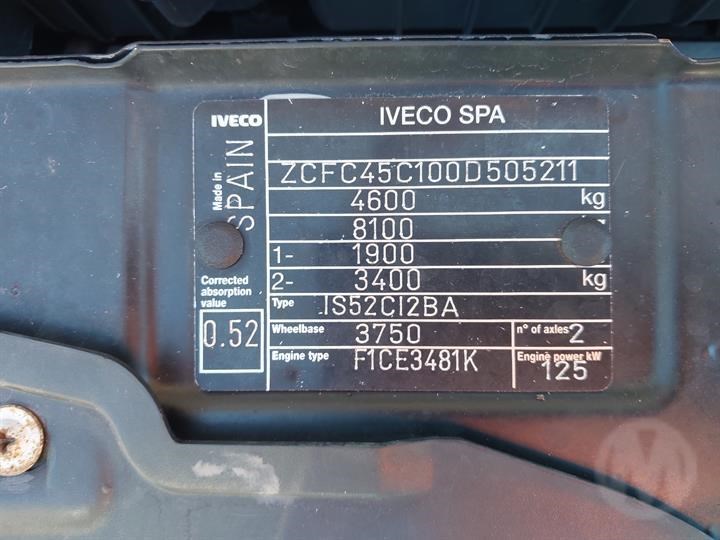 IVECO
IVECO SPA
Made in
SPAIN
ZCFC45C100D505211
4600 kg
8100
1- 1900
2- 3400 kg
Corrected
absorption
value
0.52
Type IS52CI2BA
Wheelbase 3750 n° of axles 2
Engine type F1CE3481K Engine power kW
125
M